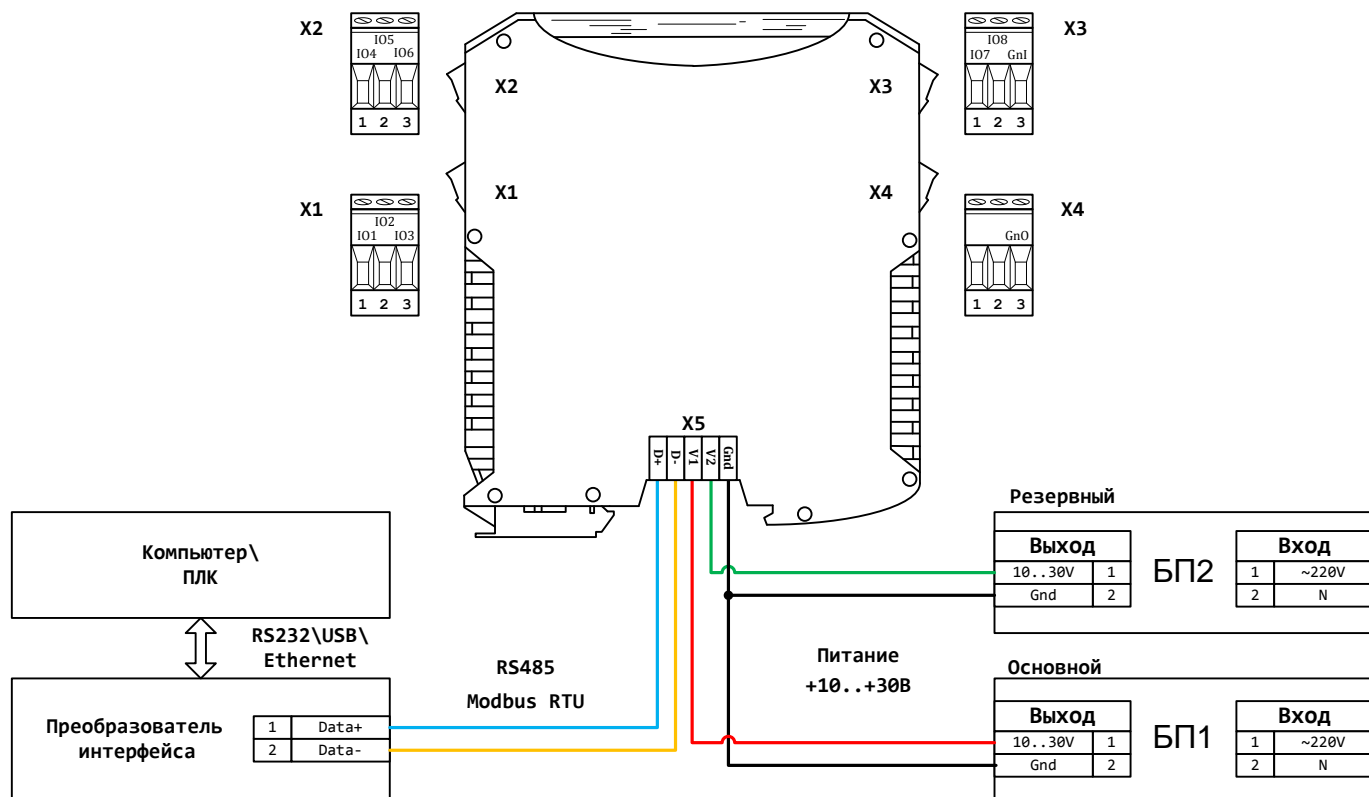 X2
IO5
IO4 IO6
1 2 3
X2
X3
IO8
IO7 GnI
1 2 3
X3
X1
IO2
IO1 IO3
1 2 3
X1
X4
GnO
1 2 3
X4
X5
D+ D- V1 V2 Gnd
Компьютер\
ПЛК
RS232\USB\
Ethernet
Преобразователь
интерфейса
1 Data+
2 Data-
RS485
Modbus RTU
Питание
+10..+30В
Резервный
Выход
10..30V 1
Gnd 2
БП2
Вход
1 ~220V
2 N
Основной
Выход
10..30V 1
Gnd 2
БП1
Вход
1 ~220V
2 N